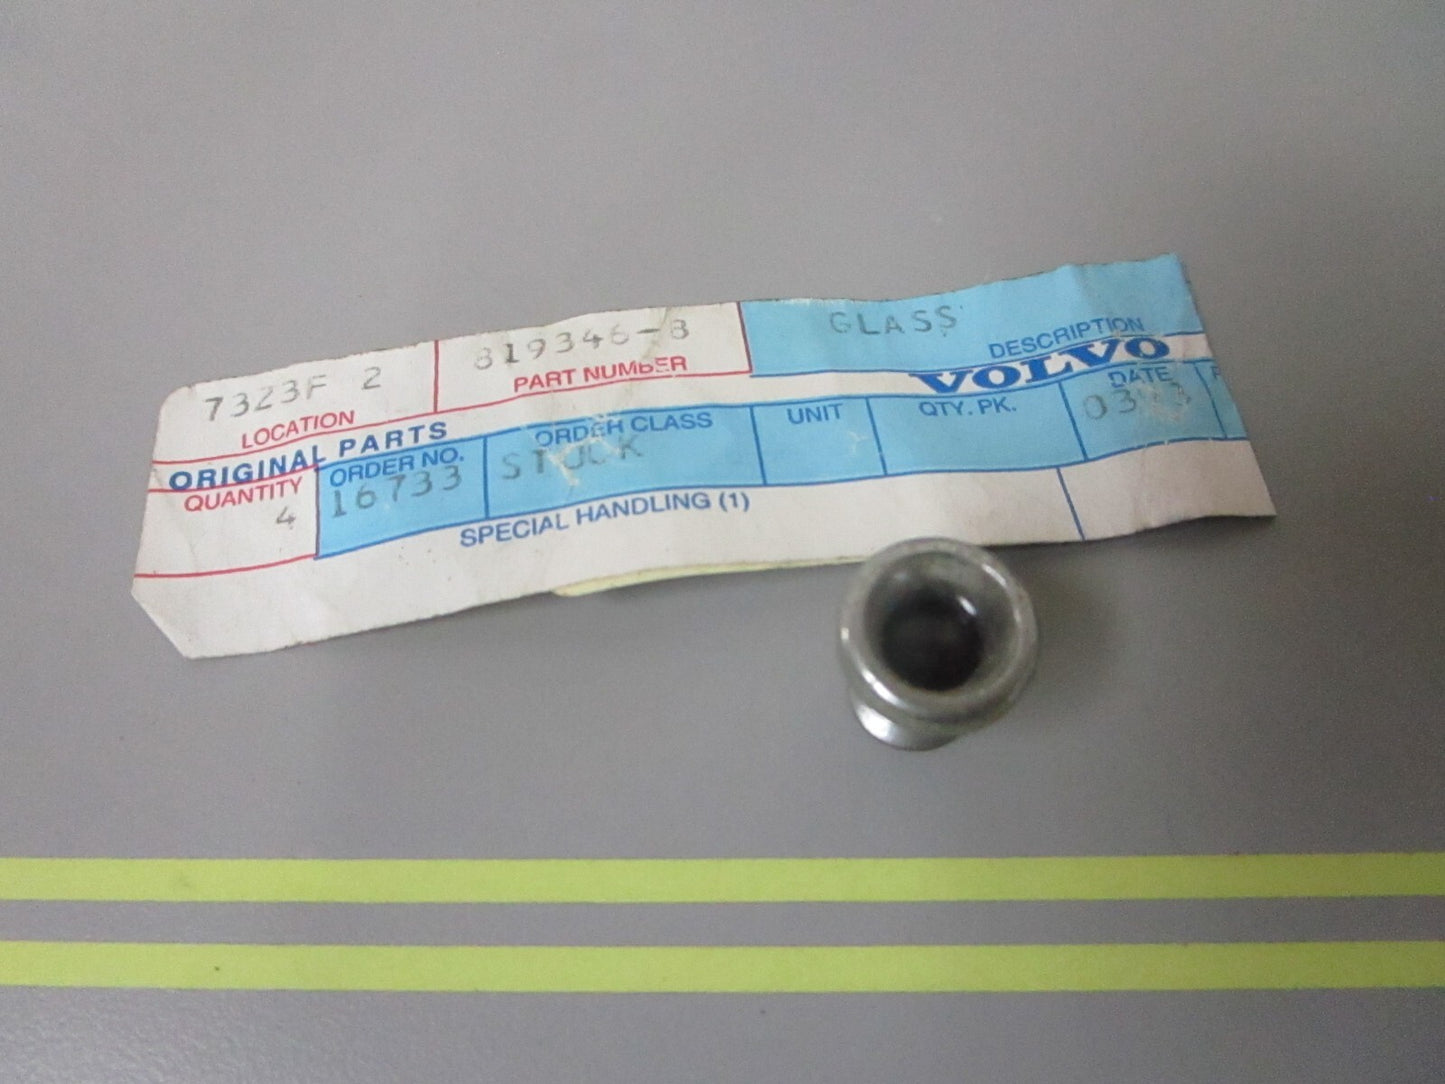 7323F 2 819346-8 GLASS
LOCATION PART NUMBER DESCRIPTION
ORIGINAL PARTS VOLVO
QUANTITY ORDER NO. ORDER CLASS UNIT QTY. PK. DATE
4 16733 STOCK
SPECIAL HANDLING (1)